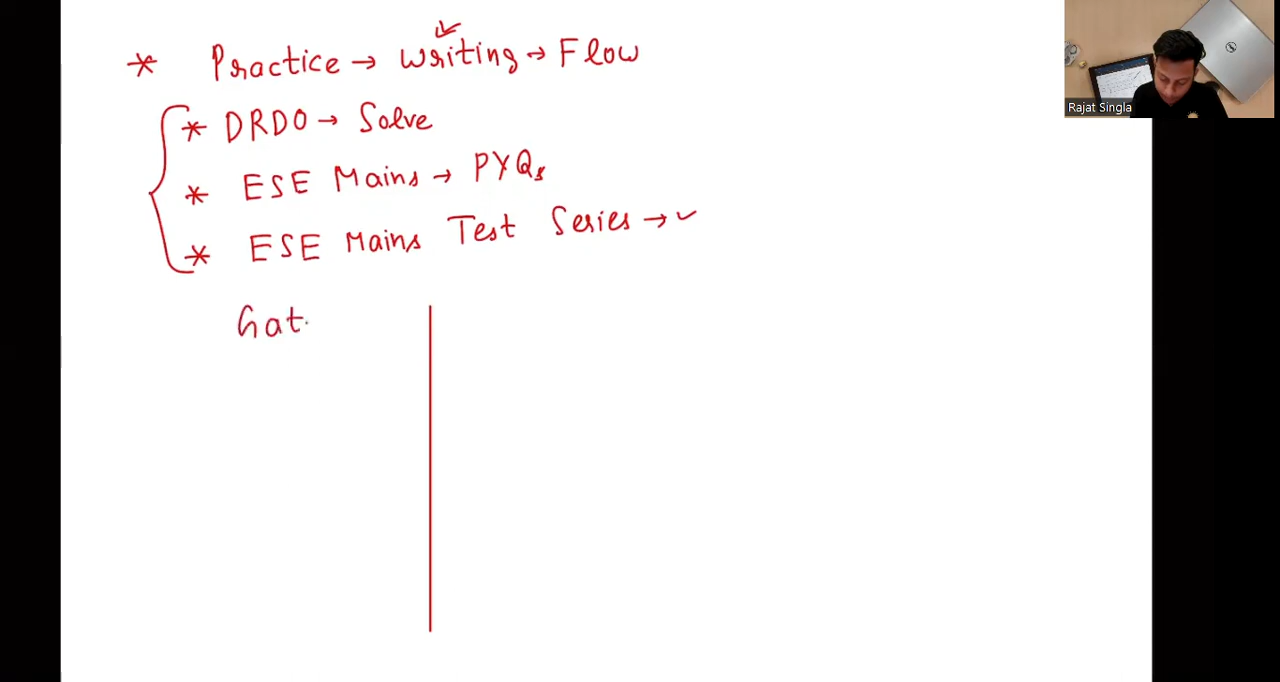 * Practice → Writing → Flow
* DRDO → Solve
* ESE Mains → PYQs
* ESE Mains Test Series → ✓
Gat
Rajat Singla